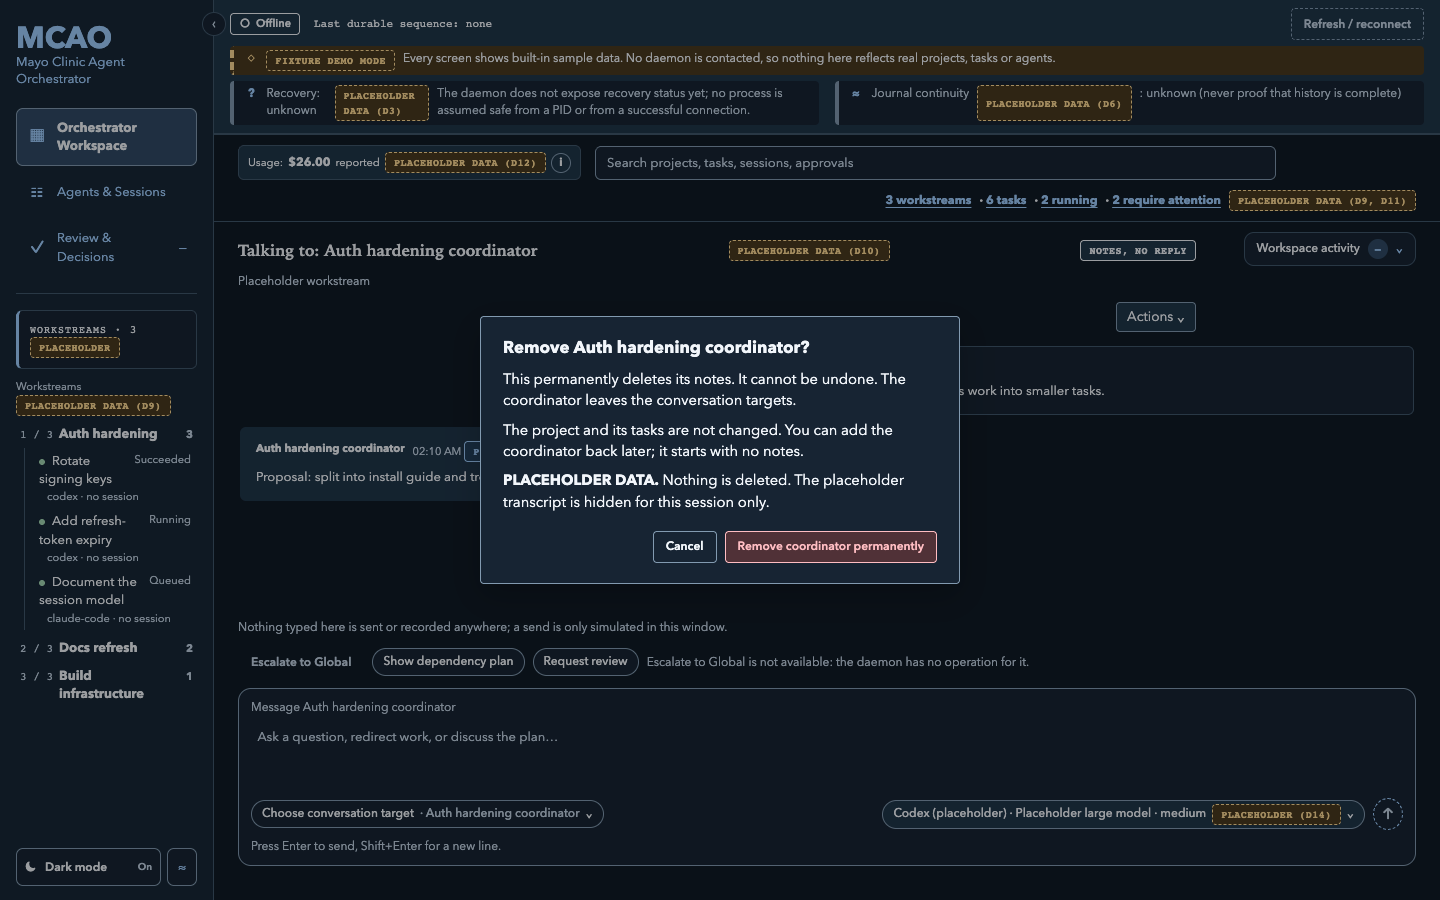 MCAO
Mayo Clinic Agent
Orchestrator
Orchestrator
Workspace
Agents & Sessions
Review &
Decisions
–
WORKSTREAMS · 3
PLACEHOLDER
Workstreams
PLACEHOLDER DATA (D9)
1 / 3 Auth hardening 3
Rotate Succeeded
signing keys
codex · no session
Add refresh- Running
token expiry
codex · no session
Document the Queued
session model
claude-code · no session
2 / 3 Docs refresh 2
3 / 3 Build 1
infrastructure
Dark mode On
≈
‹
Offline Last durable sequence: none Refresh / reconnect
FIXTURE DEMO MODE Every screen shows built-in sample data. No daemon is contacted, so nothing here reflects real projects, tasks or agents.
? Recovery:
unknown
PLACEHOLDER
DATA (D3)
The daemon does not expose recovery status yet; no process is
assumed safe from a PID or from a successful connection.
≈ Journal continuity PLACEHOLDER DATA (D6) : unknown (never proof that history is complete)
Usage: $26.00 reported PLACEHOLDER DATA (D12) i
Search projects, tasks, sessions, approvals
3 workstreams · 6 tasks · 2 running · 2 require attention PLACEHOLDER DATA (D9, D11)
Talking to: Auth hardening coordinator PLACEHOLDER DATA (D10) NOTES, NO REPLY
Workspace activity –
Placeholder workstream
Actions
s work into smaller tasks.
Auth hardening coordinator 02:10 AM P
Proposal: split into install guide and tr
Remove Auth hardening coordinator?
This permanently deletes its notes. It cannot be undone. The
coordinator leaves the conversation targets.
The project and its tasks are not changed. You can add the
coordinator back later; it starts with no notes.
PLACEHOLDER DATA. Nothing is deleted. The placeholder
transcript is hidden for this session only.
Cancel Remove coordinator permanently
Nothing typed here is sent or recorded anywhere; a send is only simulated in this window.
Escalate to Global Show dependency plan Request review Escalate to Global is not available: the daemon has no operation for it.
Message Auth hardening coordinator
Ask a question, redirect work, or discuss the plan…
Choose conversation target · Auth hardening coordinator
Codex (placeholder) · Placeholder large model · medium PLACEHOLDER (D14)
Press Enter to send, Shift+Enter for a new line.